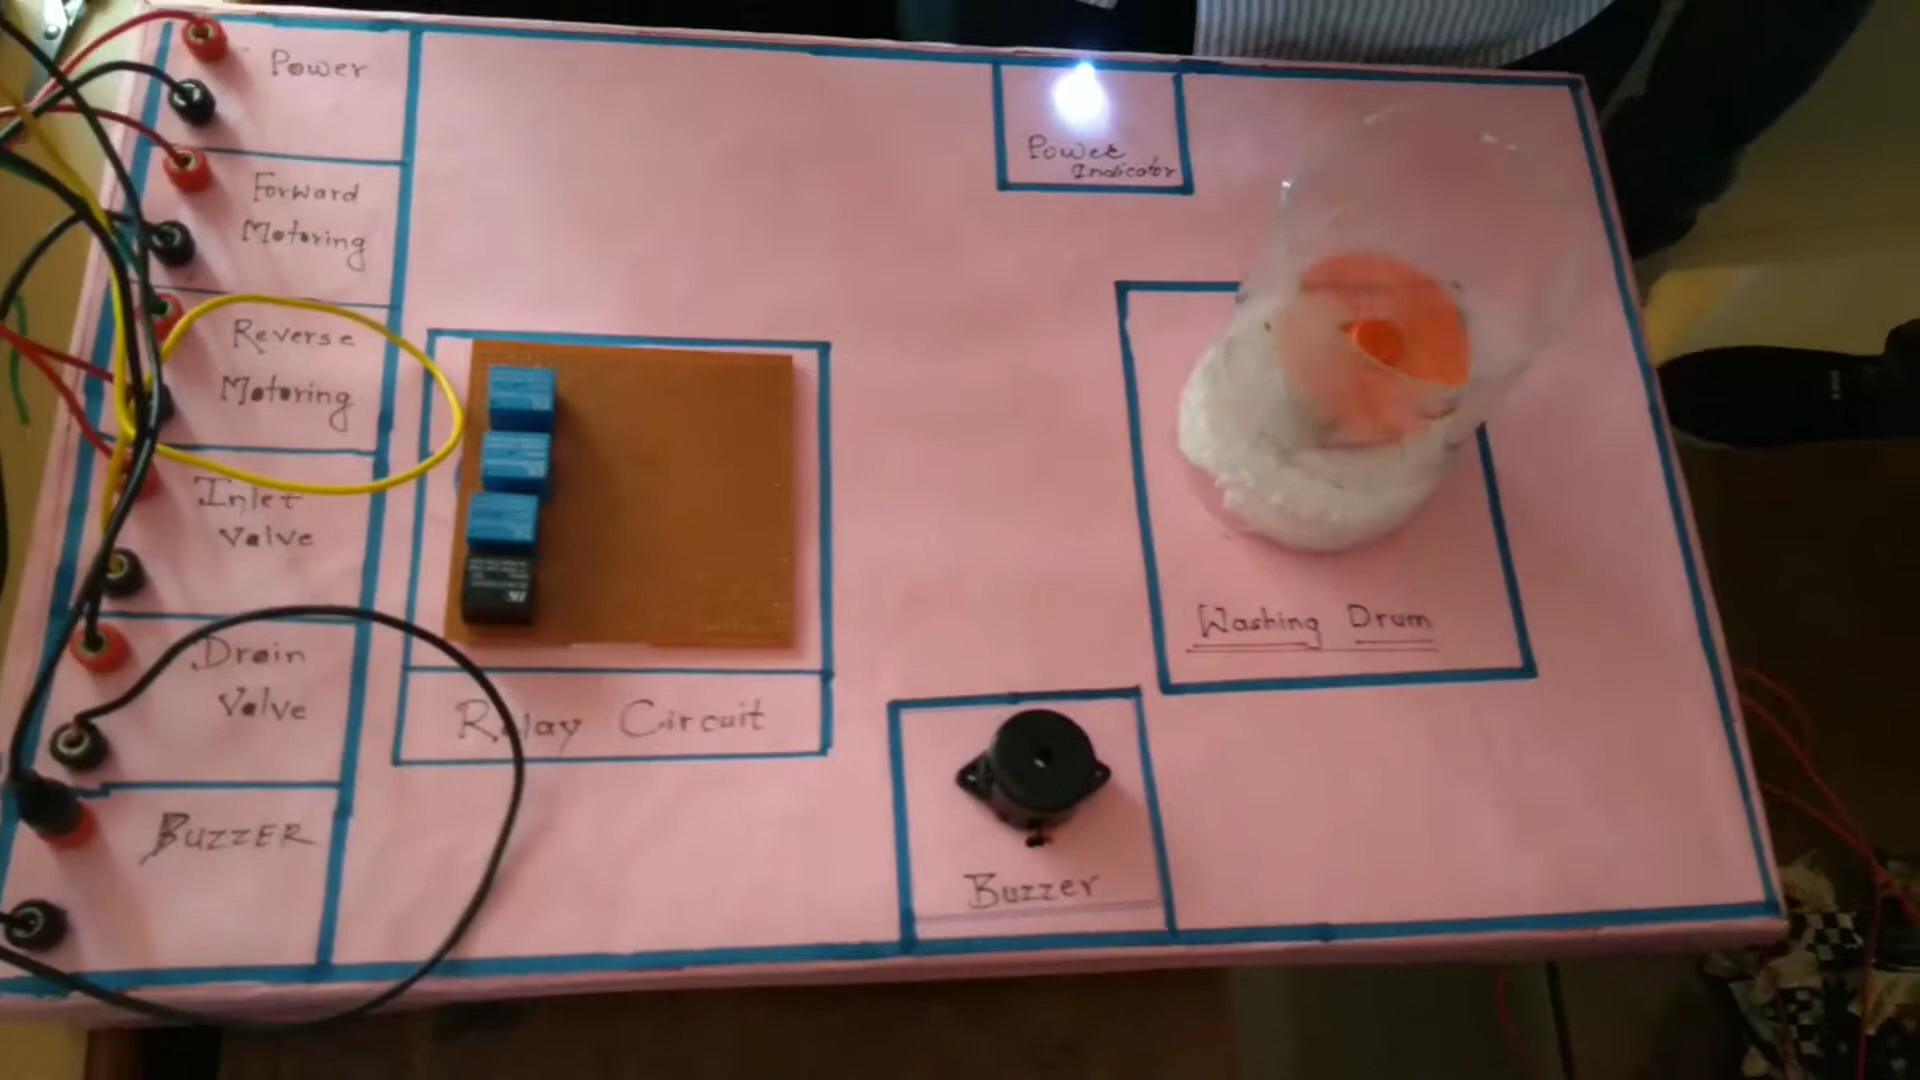 Power
Forward
Motoring
Reverse
Motoring
Inlet
Valve
Drain
Valve
BUZZER
Relay Circuit
Power
Indicator
Washing Drum
Buzzer